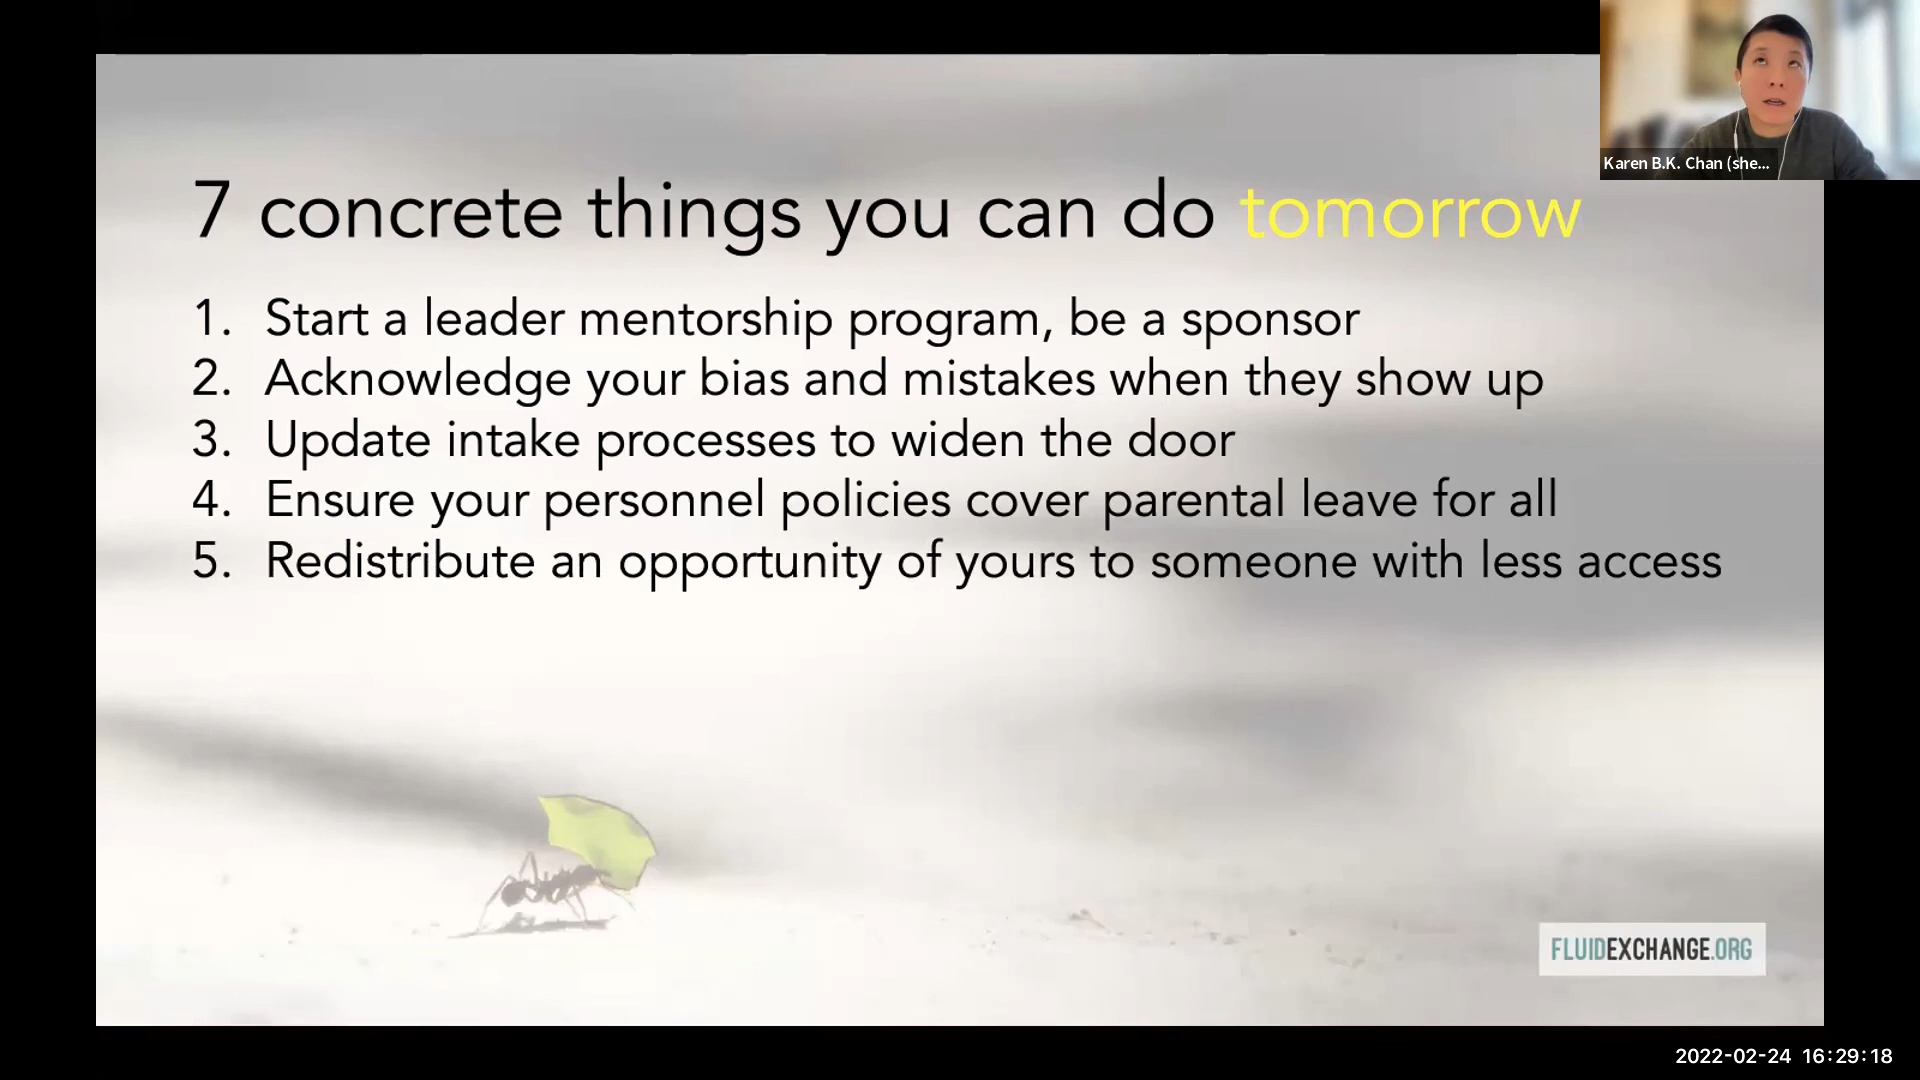 Karen B.K. Chan (she...
7 concrete things you can do tomorrow
1. Start a leader mentorship program, be a sponsor
2. Acknowledge your bias and mistakes when they show up
3. Update intake processes to widen the door
4. Ensure your personnel policies cover parental leave for all
5. Redistribute an opportunity of yours to someone with less access
FLUIDEXCHANGE.ORG
2022-02-24 16:29:18